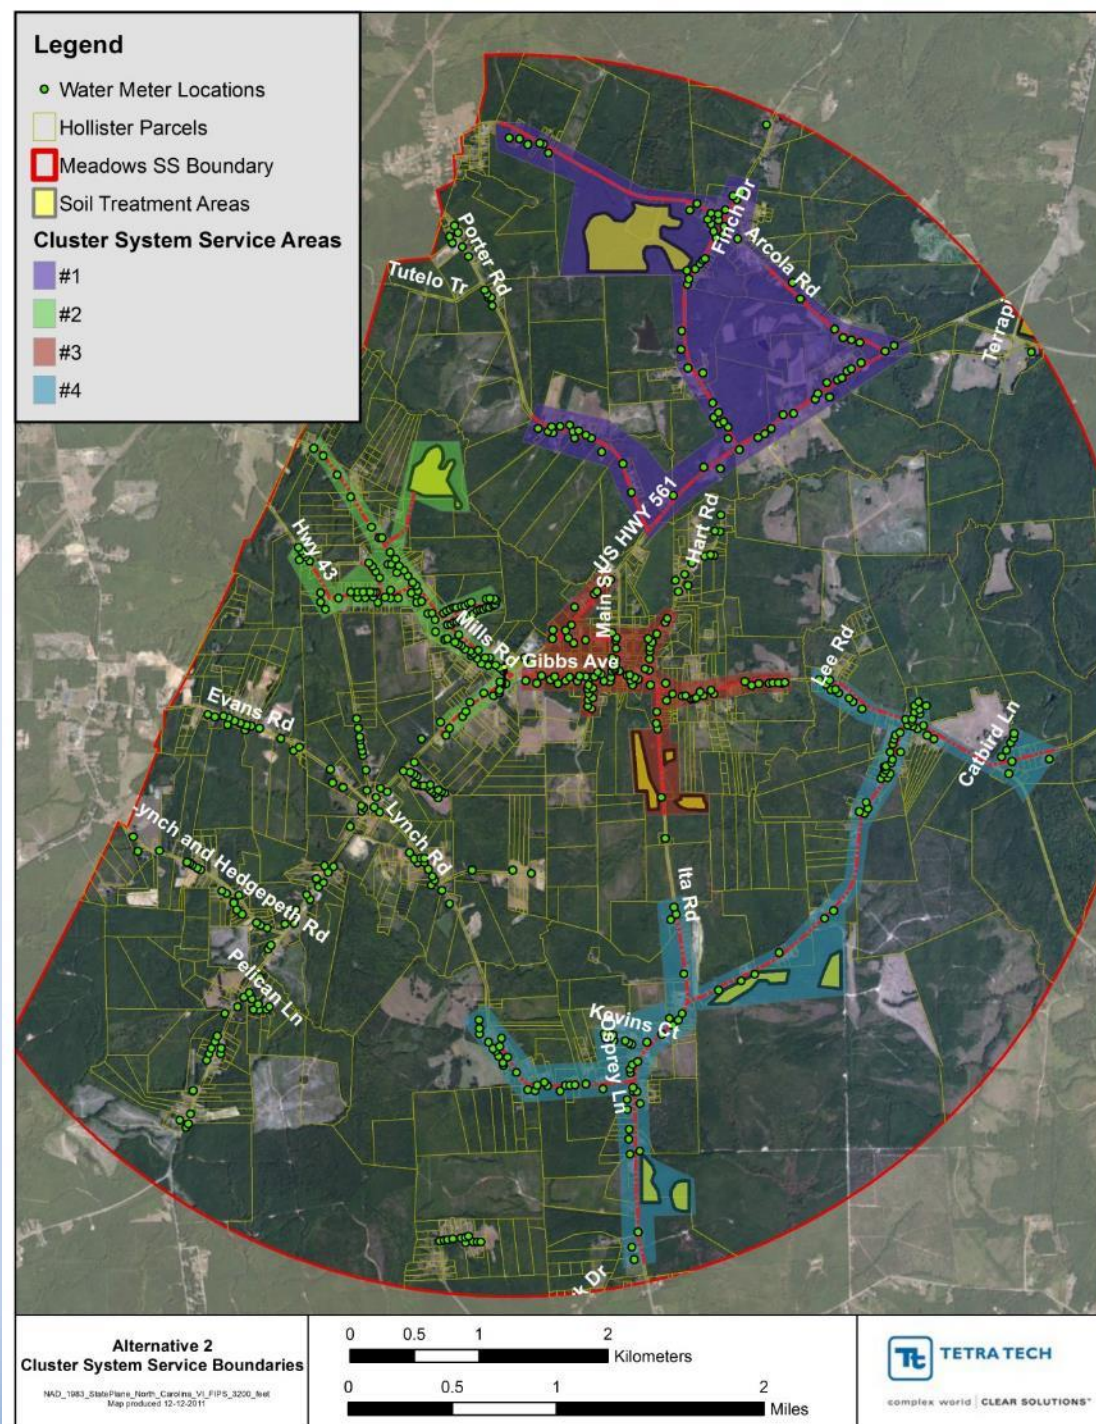 Legend
Water Meter Locations
Hollister Parcels
Meadows SS Boundary
Soil Treatment Areas
Cluster System Service Areas
#1
#2
#3
#4
Porter Rd
Tutelo Tr
Finch Dr
Arcola Rd
Terrapi
US HWY 561
Hart Rd
Hwy 43
Main St
Mills Rd
Gibbs Ave
Lee Rd
Evans Rd
Catbird Ln
Lynch Rd
Lynch and Hedgepeth Rd
Ita Rd
Pelican Ln
Kevins Ct
Osprey Ln
k Dr
Alternative 2
Cluster System Service Boundaries
NAD_1983_StatePlane_North_Carolina_VI_FIPS_3200_feet
Map produced 12-12-2011
0 0.5 1 2
Kilometers
0 0.5 1 2
Miles
Tt TETRA TECH
complex world | CLEAR SOLUTIONS™